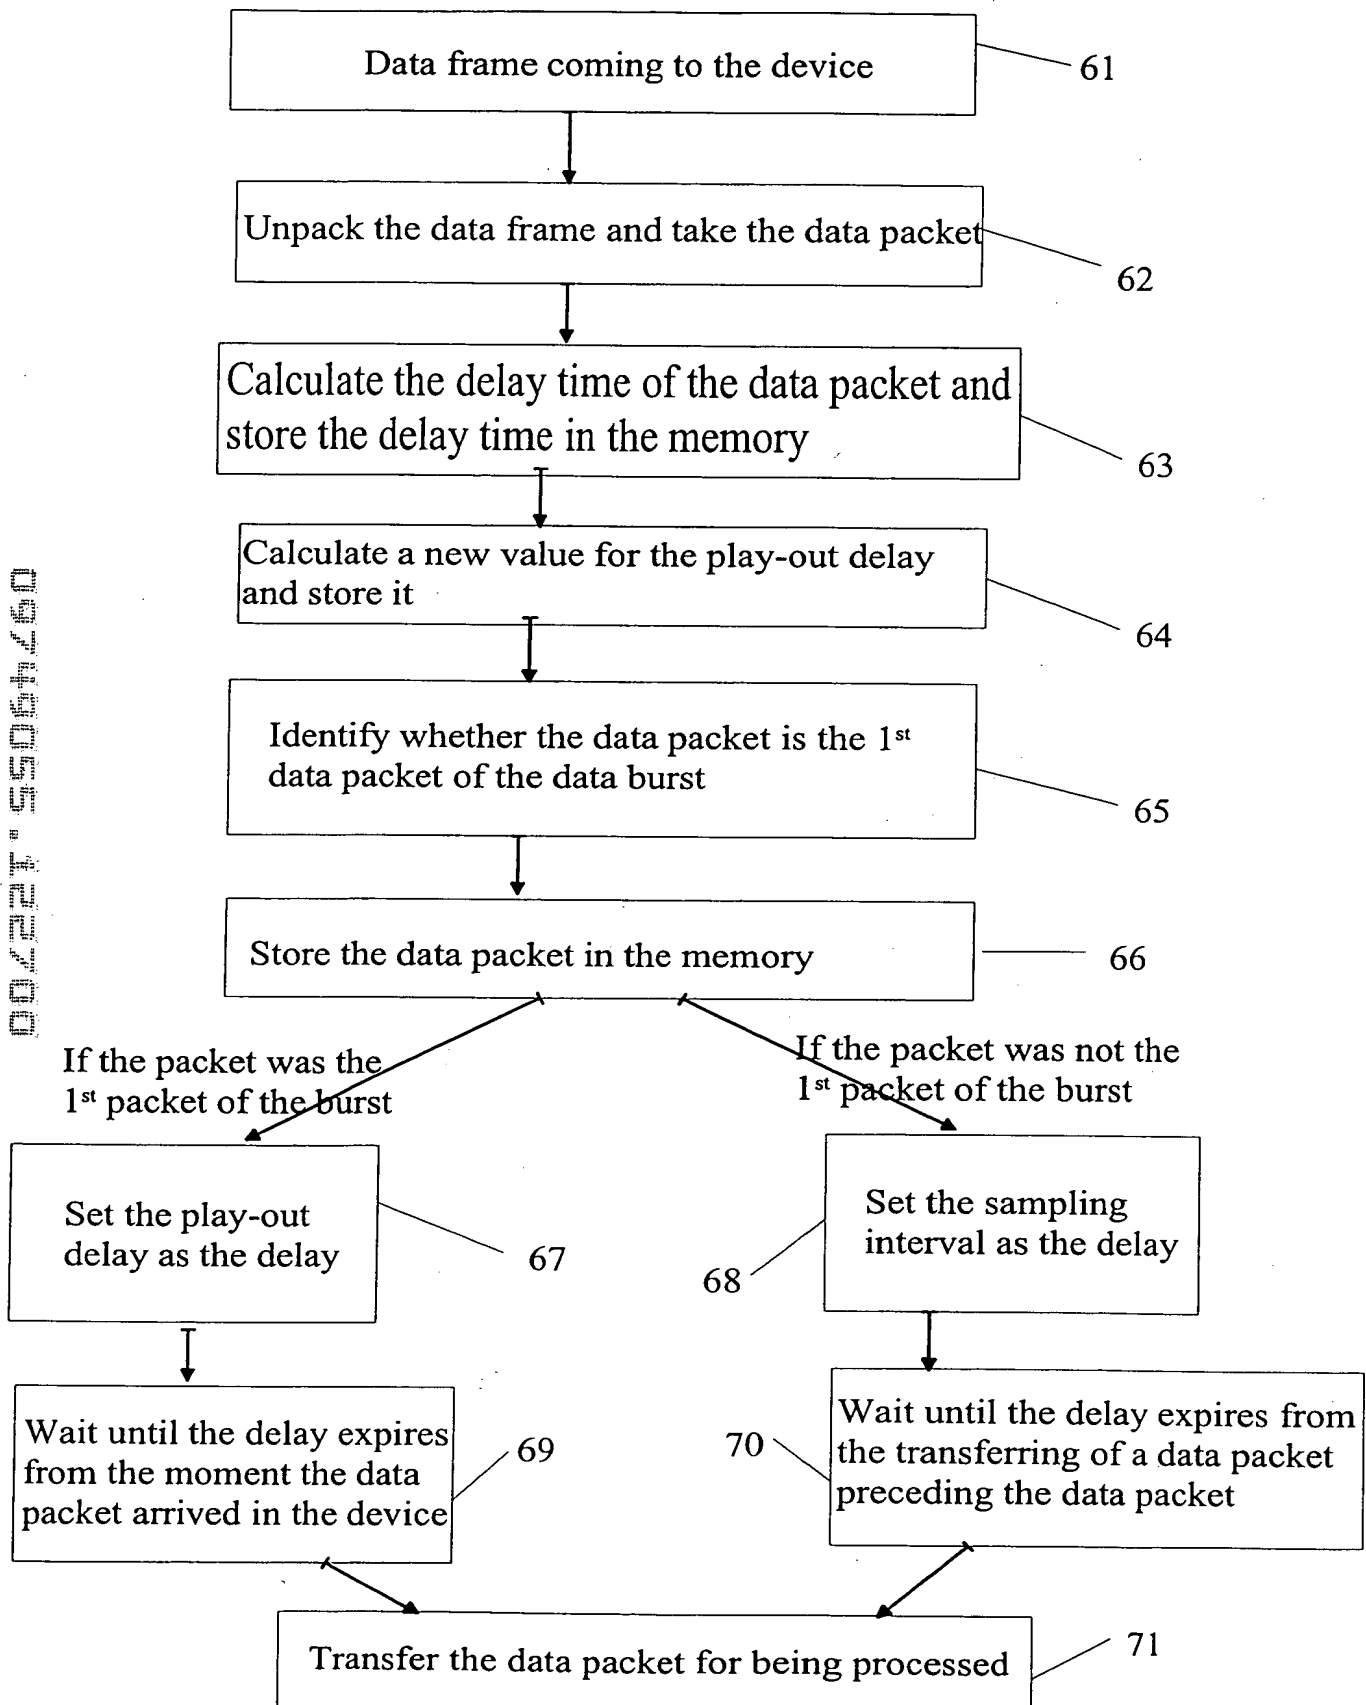 Data frame coming to the device
61
Unpack the data frame and take the data packet
62
Calculate the delay time of the data packet and
store the delay time in the memory
63
Calculate a new value for the play-out delay
and store it
64
Identify whether the data packet is the 1st
data packet of the data burst
65
Store the data packet in the memory
66
If the packet was the
1st packet of the burst
If the packet was not the
1st packet of the burst
Set the play-out
delay as the delay
67
Set the sampling
interval as the delay
68
Wait until the delay expires
from the moment the data
packet arrived in the device
69
Wait until the delay expires from
the transferring of a data packet
preceding the data packet
70
Transfer the data packet for being processed
71
09749055.122700